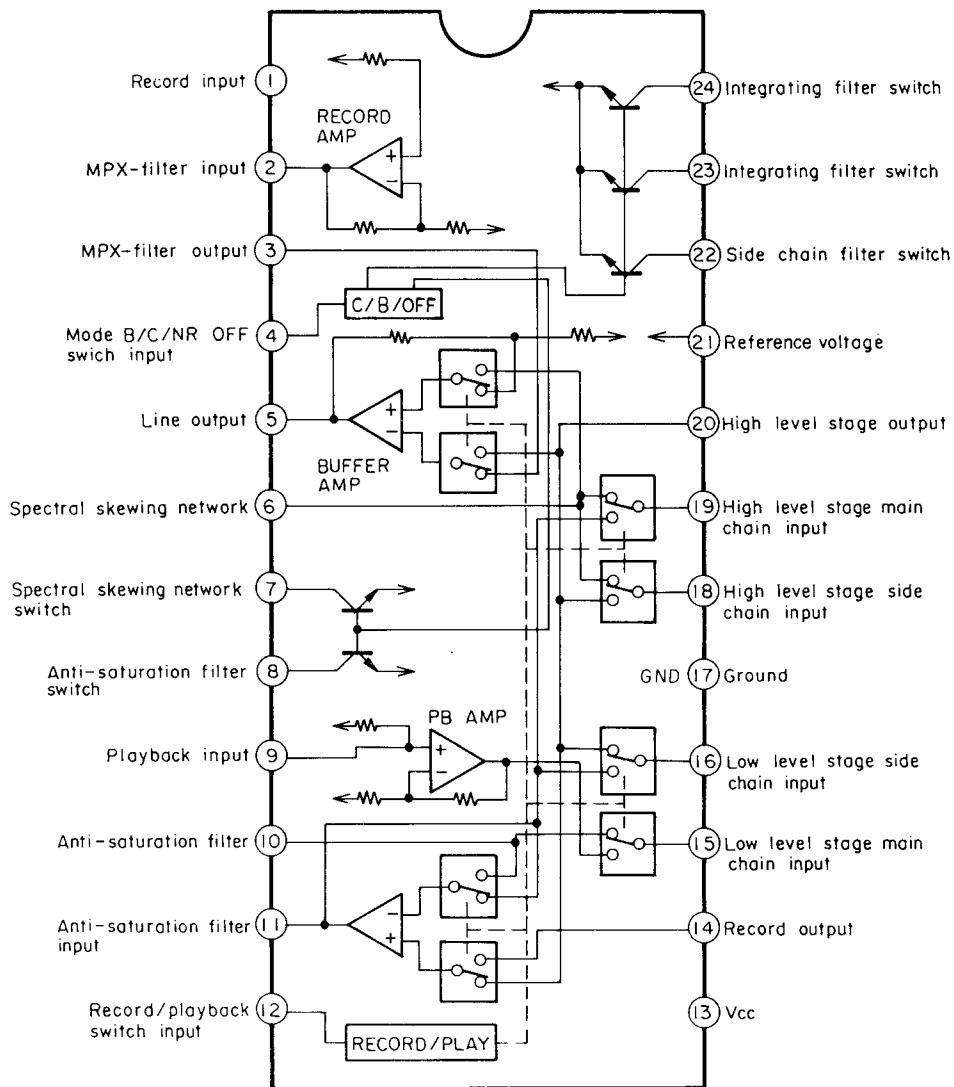 Record input
1
MPX-filter input
2
MPX-filter output
3
Mode B/C/NR OFF
swich input
4
Line output
5
Spectral skewing network
6
Spectral skewing network
switch
7
Anti-saturation filter
switch
8
Playback input
9
Anti-saturation filter
10
Anti-saturation filter
input
11
Record/playback
switch input
12
RECORD
AMP
+
−
C/B/OFF
+
−
BUFFER
AMP
PB AMP
+
−
−
+
RECORD/PLAY
24
Integrating filter switch
23
Integrating filter switch
22
Side chain filter switch
21
Reference voltage
20
High level stage output
19
High level stage main
chain input
18
High level stage side
chain input
GND
17
Ground
16
Low level stage side
chain input
15
Low level stage main
chain input
14
Record output
13
Vcc